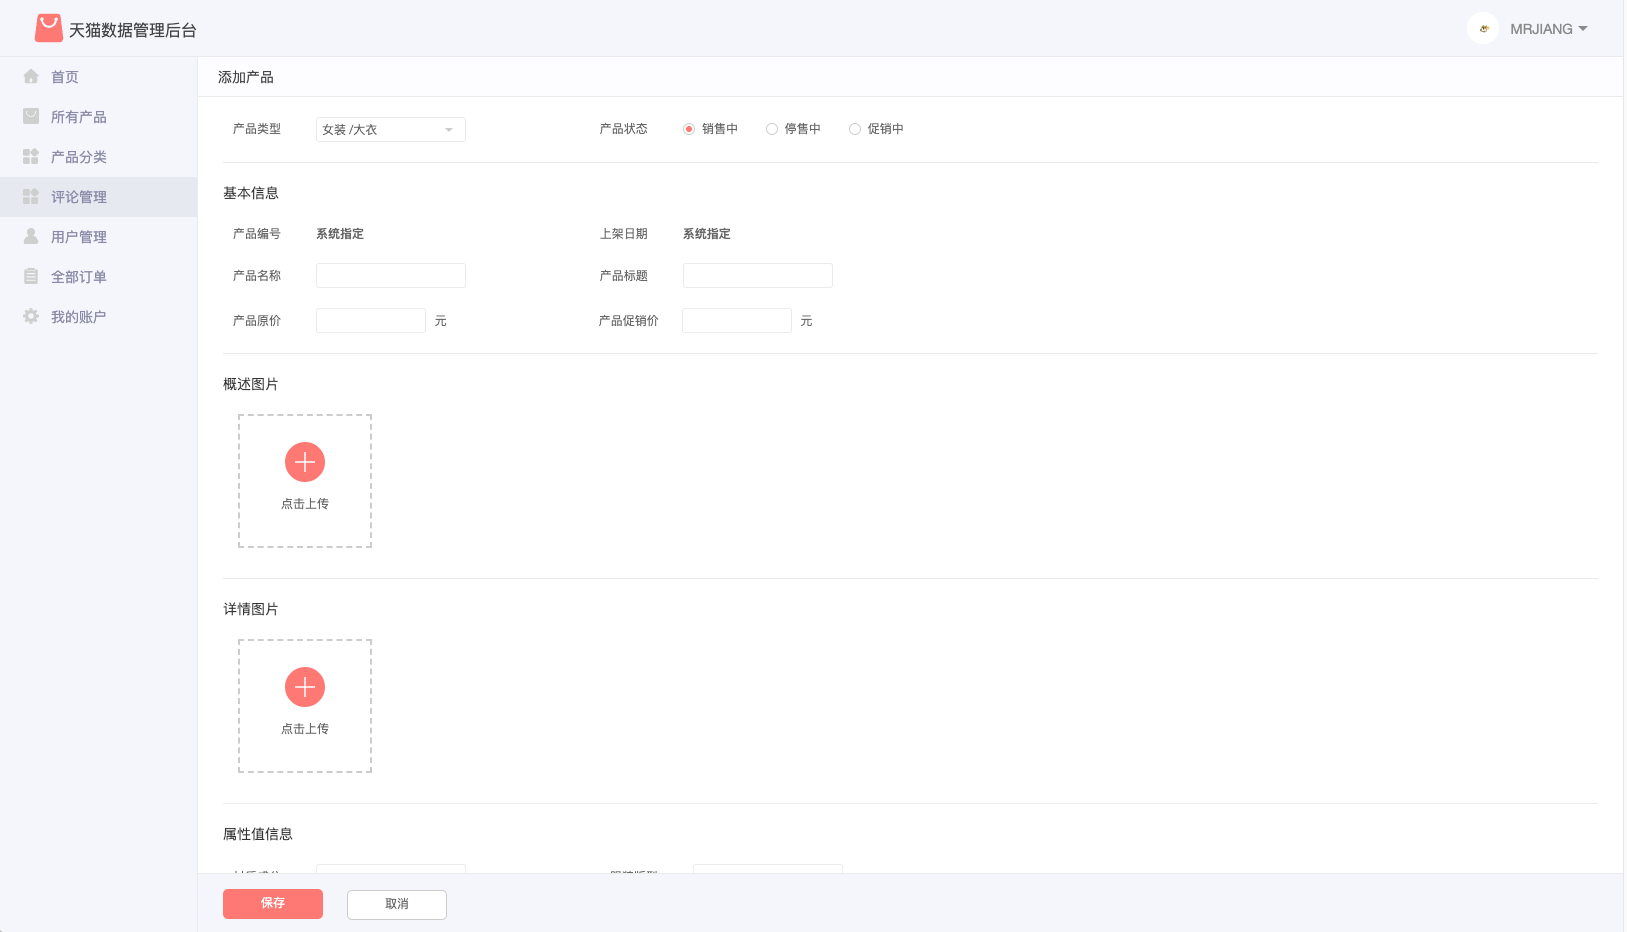 天猫数据管理后台
MRJIANG
首页
所有产品
产品分类
评论管理
用户管理
全部订单
我的账户
添加产品
产品类型 女装 /大衣 产品状态 销售中 停售中 促销中
基本信息
产品编号 系统指定 上架日期 系统指定
产品名称 产品标题
产品原价 元 产品促销价 元
概述图片
点击上传
详情图片
点击上传
属性值信息
保存 取消